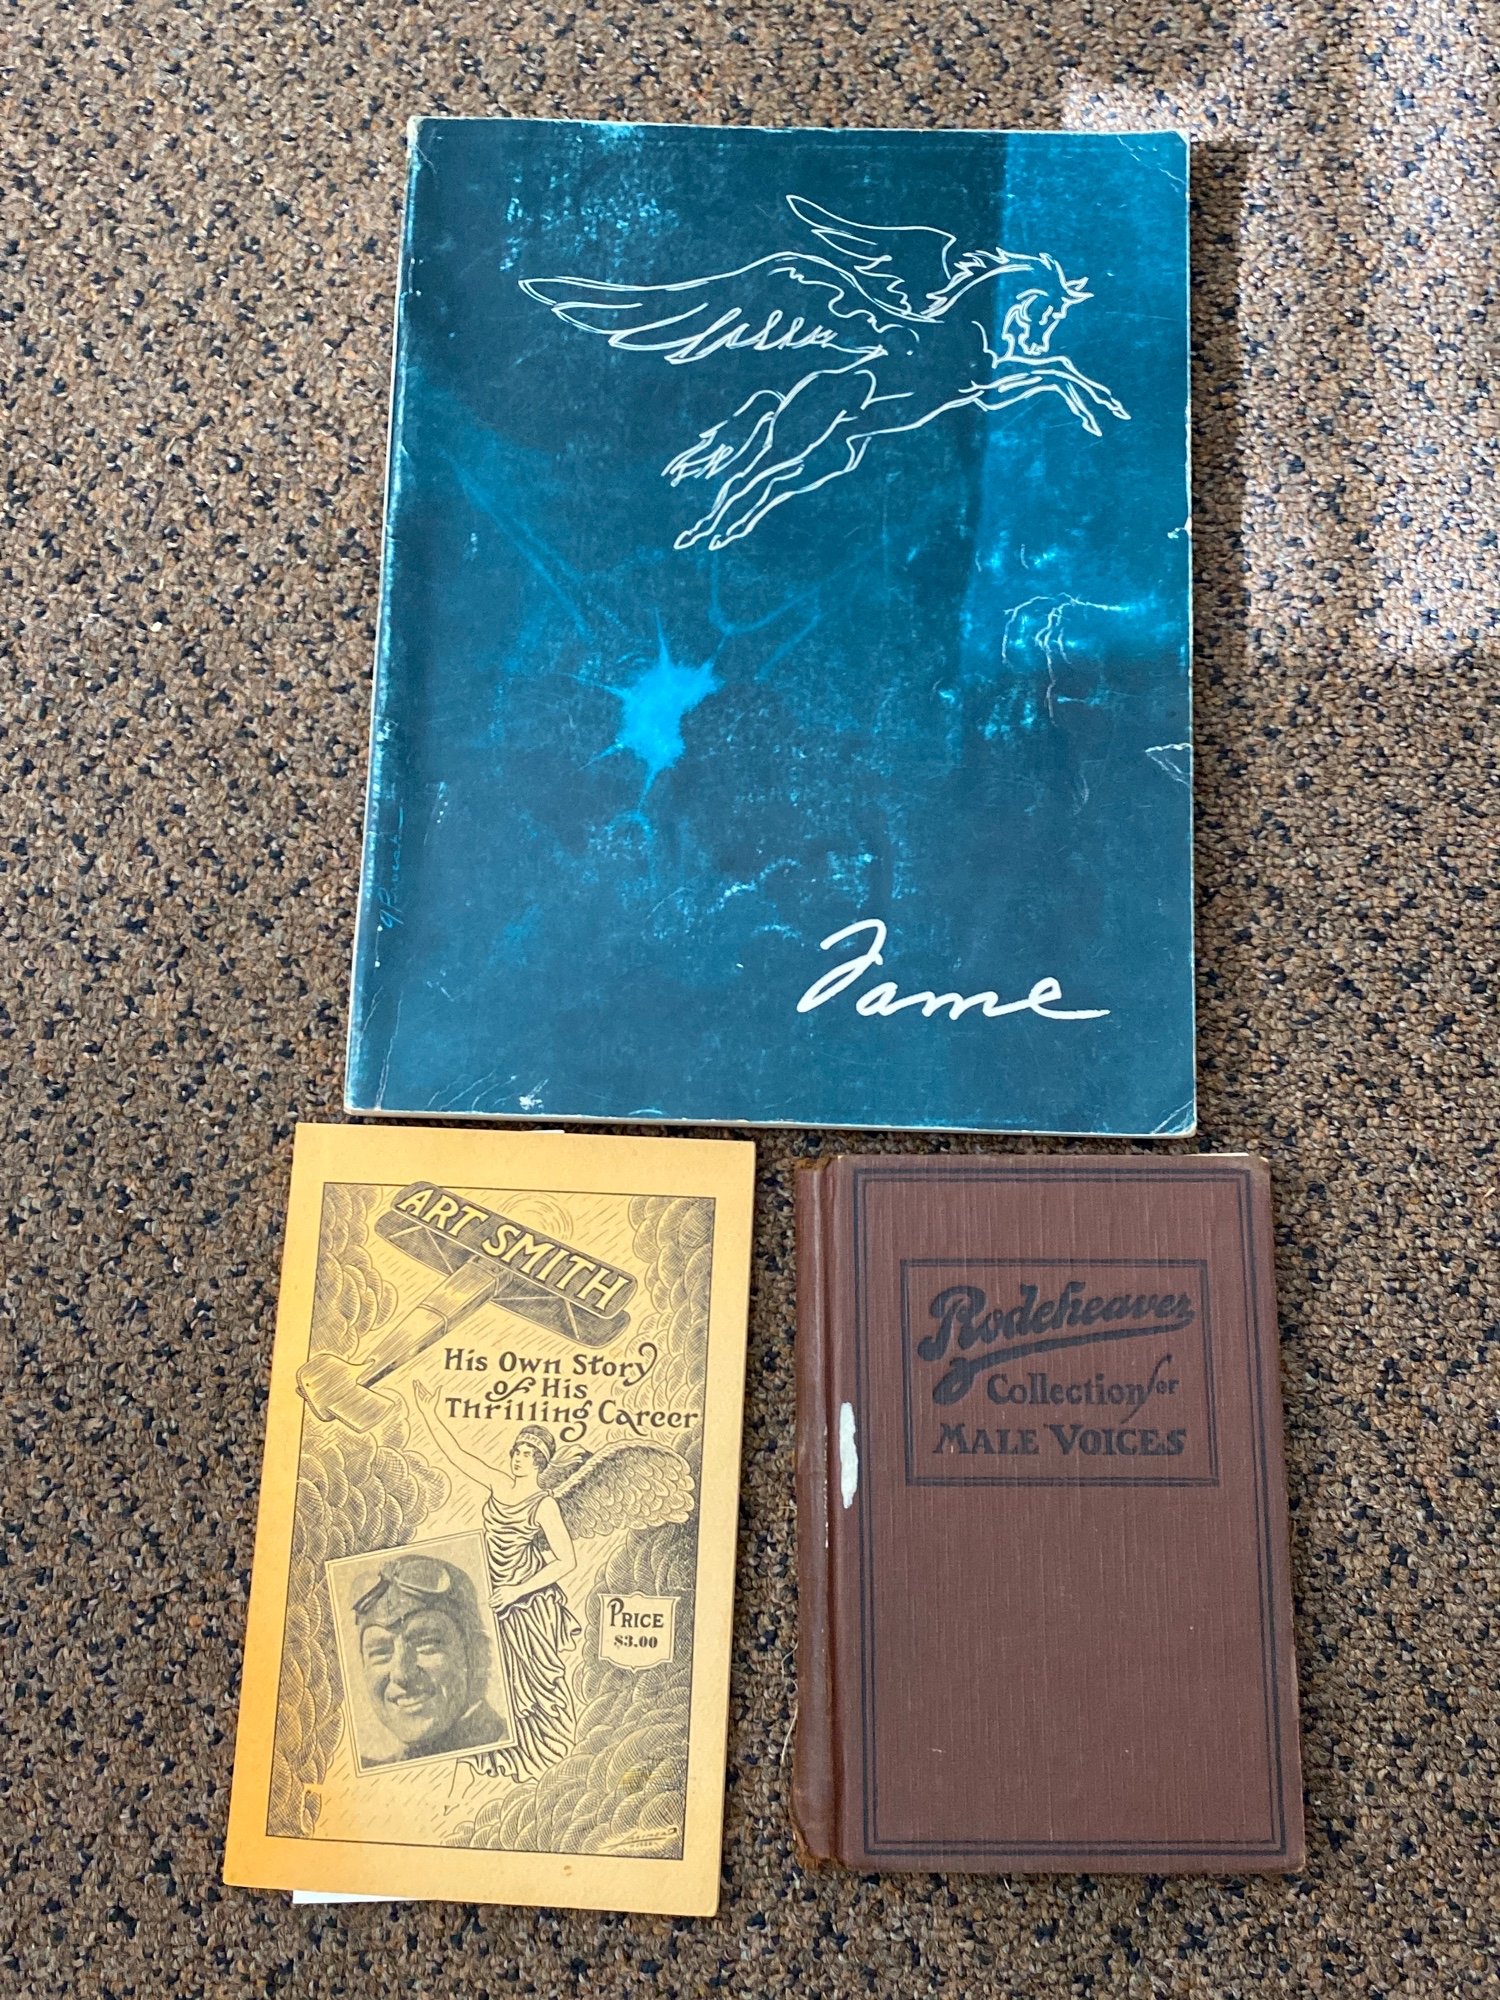 Fame
ART SMITH
His Own Story
of His
Thrilling Career
PRICE
$3.00
Rodeheaver
Collection for
MALE VOICES